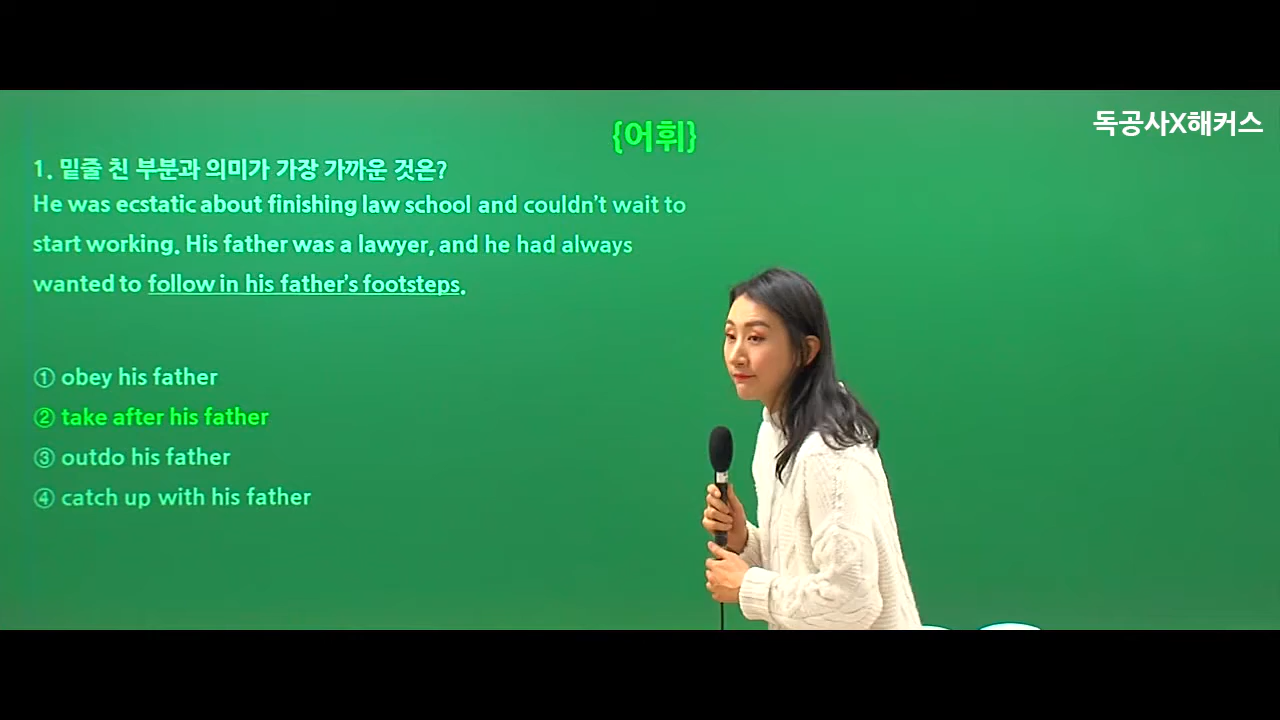 독공사X해커스
{어휘}
1. 밑줄 친 부분과 의미가 가장 가까운 것은?
He was ecstatic about finishing law school and couldn't wait to
start working. His father was a lawyer, and he had always
wanted to follow in his father's footsteps.
① obey his father
② take after his father
③ outdo his father
④ catch up with his father